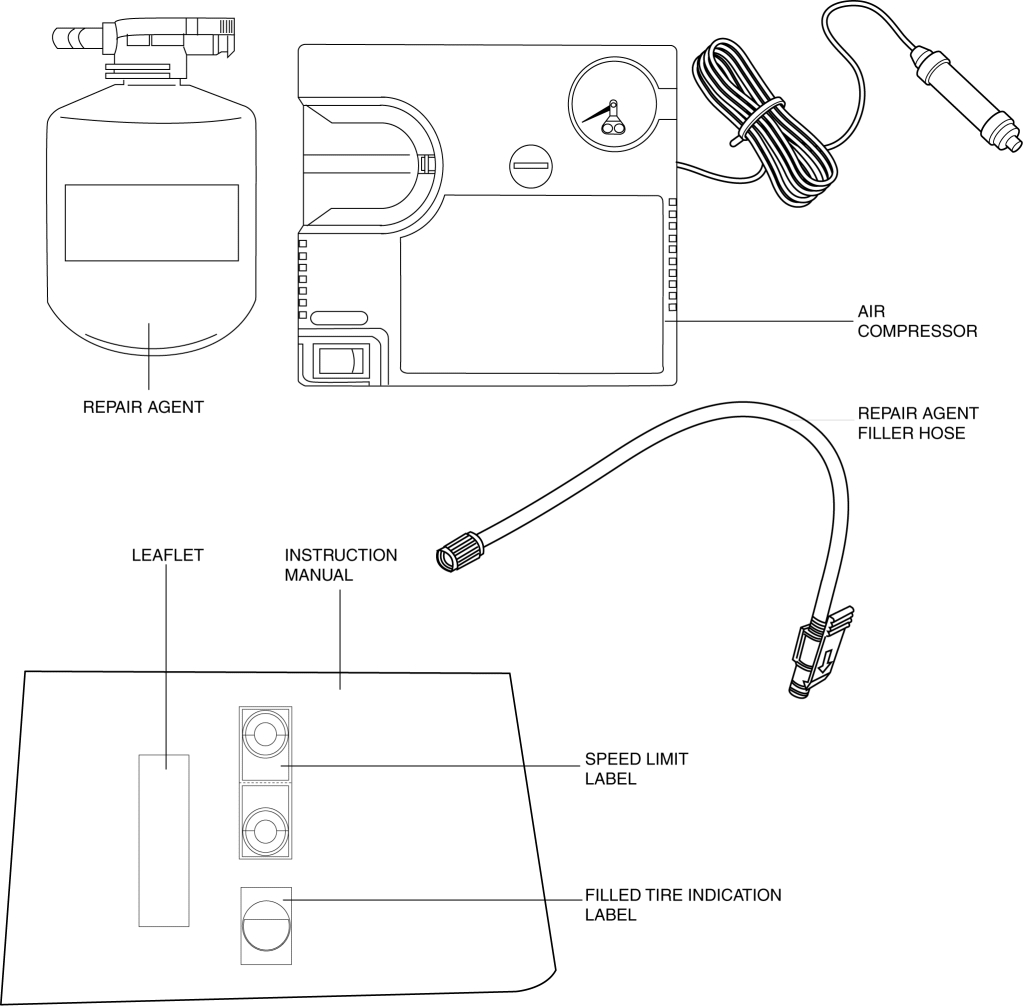 AIR
COMPRESSOR
REPAIR AGENT
REPAIR AGENT
FILLER HOSE
LEAFLET
INSTRUCTION
MANUAL
SPEED LIMIT
LABEL
FILLED TIRE INDICATION
LABEL